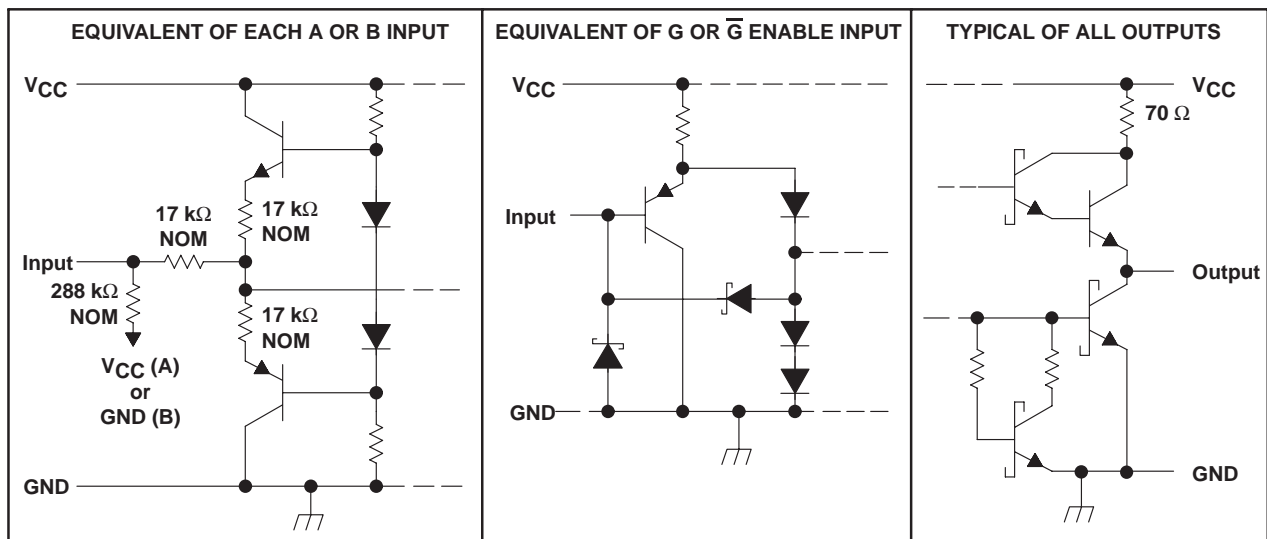 EQUIVALENT OF EACH A OR B INPUT
VCC
17 kΩ
NOM
17 kΩ
NOM
Input
288 kΩ
NOM
17 kΩ
NOM
VCC (A)
or
GND (B)
GND
EQUIVALENT OF G OR G̅ ENABLE INPUT
VCC
Input
GND
TYPICAL OF ALL OUTPUTS
VCC
70 Ω
Output
GND